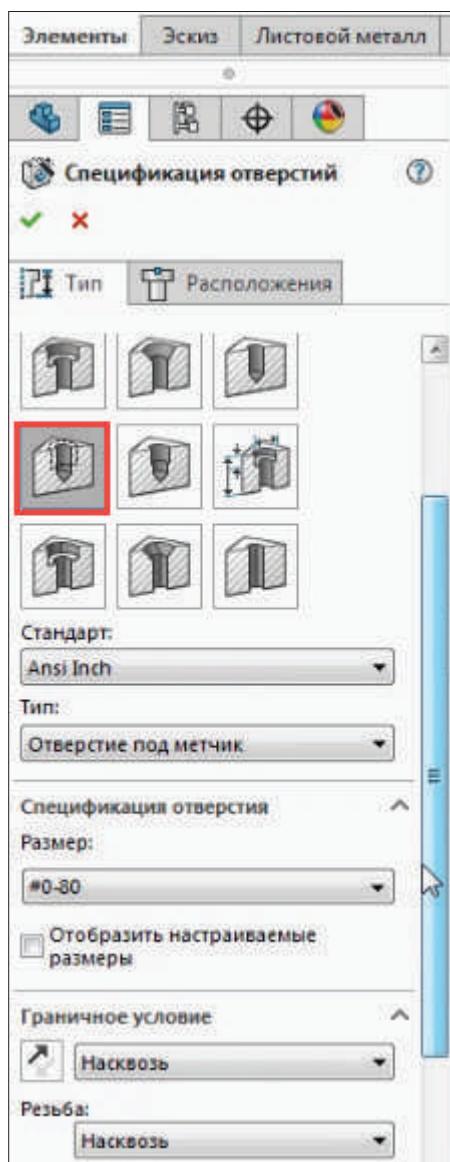 Элементы Эскиз Листовой металл
Спецификация отверстий
Тип Расположения
Стандарт:
Ansi Inch
Тип:
Отверстие под метчик
Спецификация отверстия
Размер:
#0-80
Отобразить настраиваемые
размеры
Граничное условие
Насквозь
Резьба:
Насквозь